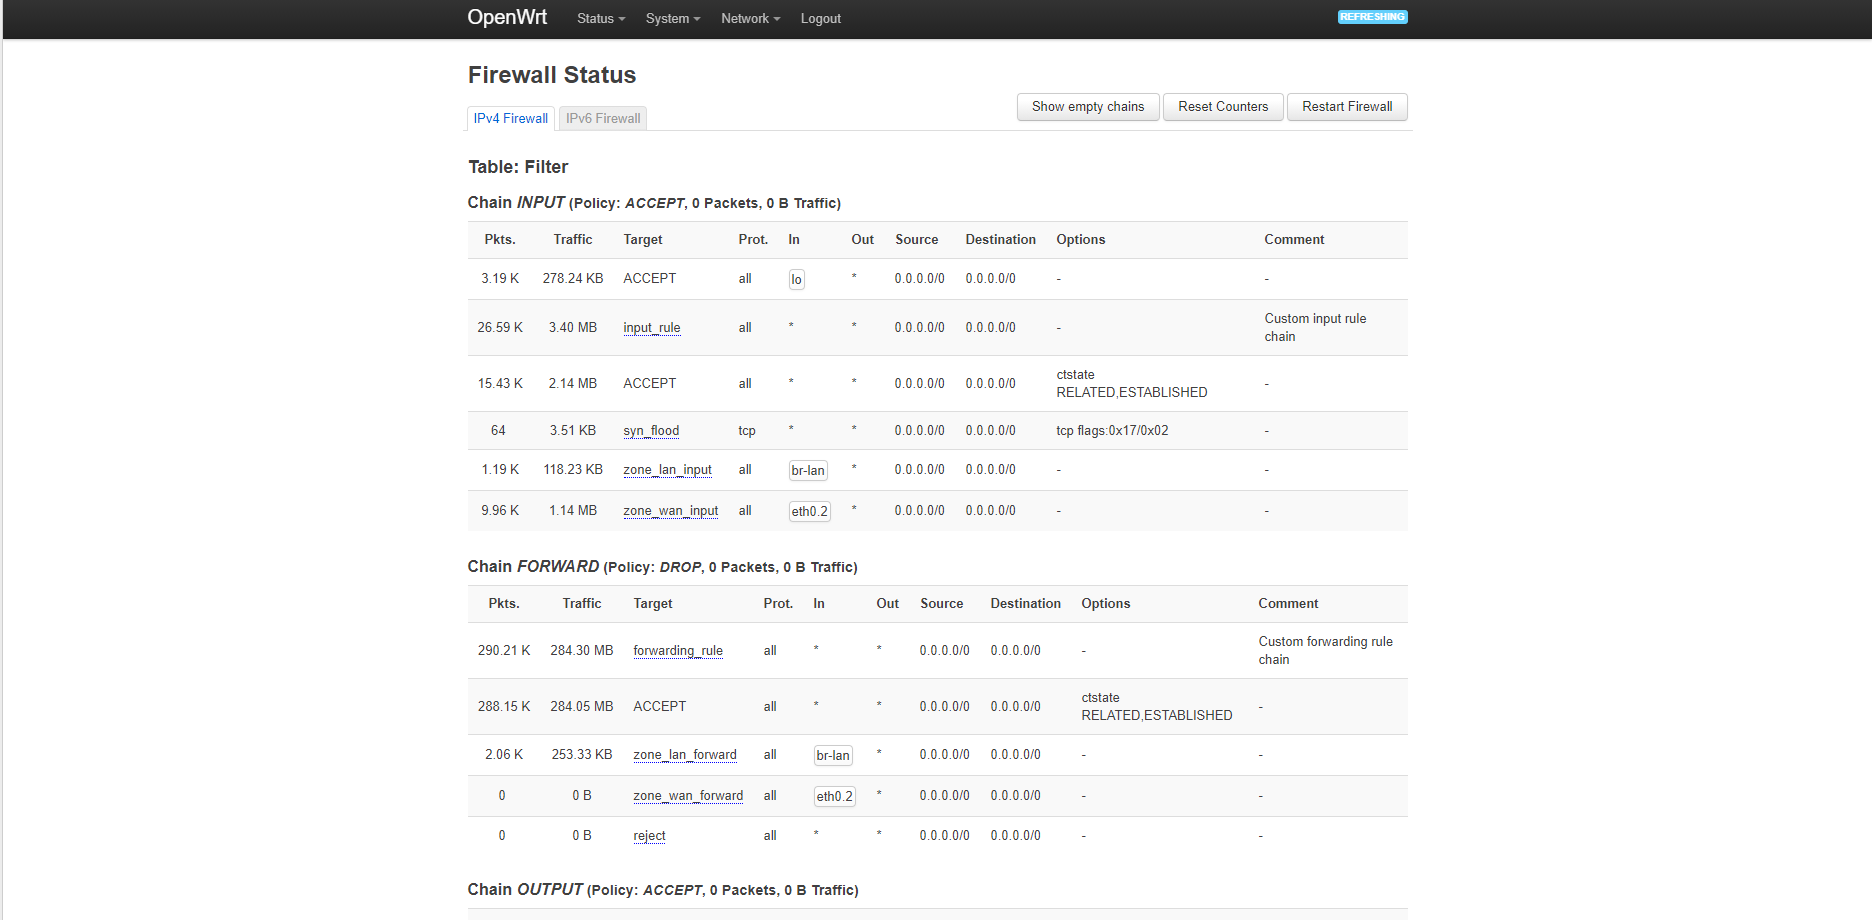 OpenWrt Status System Network Logout REFRESHING
Firewall Status
Show empty chains Reset Counters Restart Firewall
IPv4 Firewall IPv6 Firewall
Table: Filter
Chain INPUT (Policy: ACCEPT, 0 Packets, 0 B Traffic)
Pkts. Traffic Target Prot. In Out Source Destination Options Comment
3.19 K 278.24 KB ACCEPT all lo * 0.0.0.0/0 0.0.0.0/0 - -
26.59 K 3.40 MB input_rule all * * 0.0.0.0/0 0.0.0.0/0 - Custom input rule
chain
15.43 K 2.14 MB ACCEPT all * * 0.0.0.0/0 0.0.0.0/0 ctstate
RELATED,ESTABLISHED -
64 3.51 KB syn_flood tcp * * 0.0.0.0/0 0.0.0.0/0 tcp flags:0x17/0x02 -
1.19 K 118.23 KB zone_lan_input all br-lan * 0.0.0.0/0 0.0.0.0/0 - -
9.96 K 1.14 MB zone_wan_input all eth0.2 * 0.0.0.0/0 0.0.0.0/0 - -
Chain FORWARD (Policy: DROP, 0 Packets, 0 B Traffic)
Pkts. Traffic Target Prot. In Out Source Destination Options Comment
290.21 K 284.30 MB forwarding_rule all * * 0.0.0.0/0 0.0.0.0/0 - Custom forwarding rule
chain
288.15 K 284.05 MB ACCEPT all * * 0.0.0.0/0 0.0.0.0/0 ctstate
RELATED,ESTABLISHED -
2.06 K 253.33 KB zone_lan_forward all br-lan * 0.0.0.0/0 0.0.0.0/0 - -
0 0 B zone_wan_forward all eth0.2 * 0.0.0.0/0 0.0.0.0/0 - -
0 0 B reject all * * 0.0.0.0/0 0.0.0.0/0 - -
Chain OUTPUT (Policy: ACCEPT, 0 Packets, 0 B Traffic)